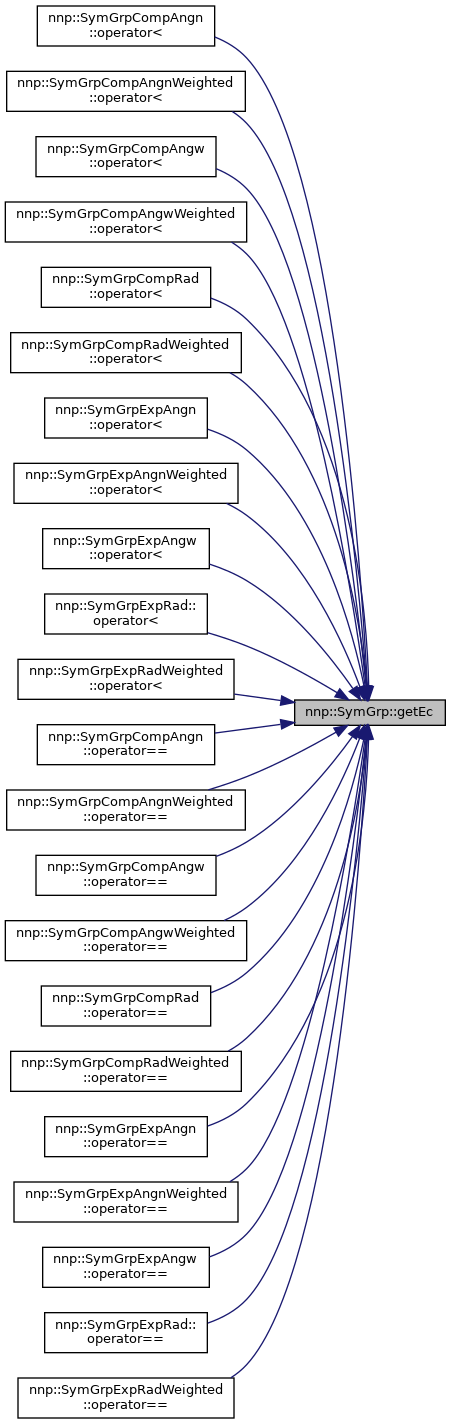 nnp::SymGrpCompAngn
::operator<
nnp::SymGrpCompAngnWeighted
::operator<
nnp::SymGrpCompAngw
::operator<
nnp::SymGrpCompAngwWeighted
::operator<
nnp::SymGrpCompRad
::operator<
nnp::SymGrpCompRadWeighted
::operator<
nnp::SymGrpExpAngn
::operator<
nnp::SymGrpExpAngnWeighted
::operator<
nnp::SymGrpExpAngw
::operator<
nnp::SymGrpExpRad::
operator<
nnp::SymGrpExpRadWeighted
::operator<
nnp::SymGrp::getEc
nnp::SymGrpCompAngn
::operator==
nnp::SymGrpCompAngnWeighted
::operator==
nnp::SymGrpCompAngw
::operator==
nnp::SymGrpCompAngwWeighted
::operator==
nnp::SymGrpCompRad
::operator==
nnp::SymGrpCompRadWeighted
::operator==
nnp::SymGrpExpAngn
::operator==
nnp::SymGrpExpAngnWeighted
::operator==
nnp::SymGrpExpAngw
::operator==
nnp::SymGrpExpRad::
operator==
nnp::SymGrpExpRadWeighted
::operator==